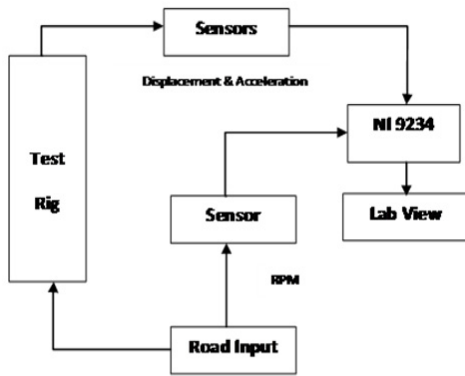 Sensors
Displacement & Acceleration
NI 9234
Test
Rig
Sensor
Lab View
RPM
Road Input